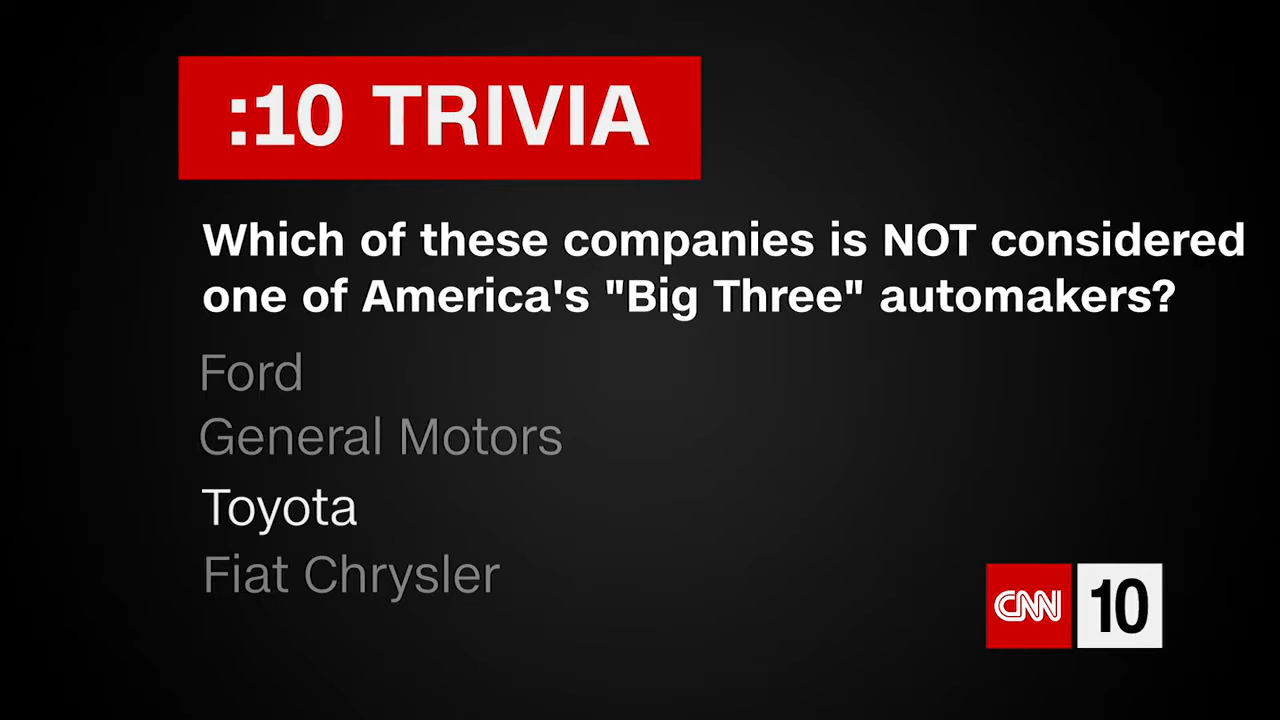 :10 TRIVIA
Which of these companies is NOT considered
one of America's "Big Three" automakers?
Ford
General Motors
Toyota
Fiat Chrysler
CNN 10